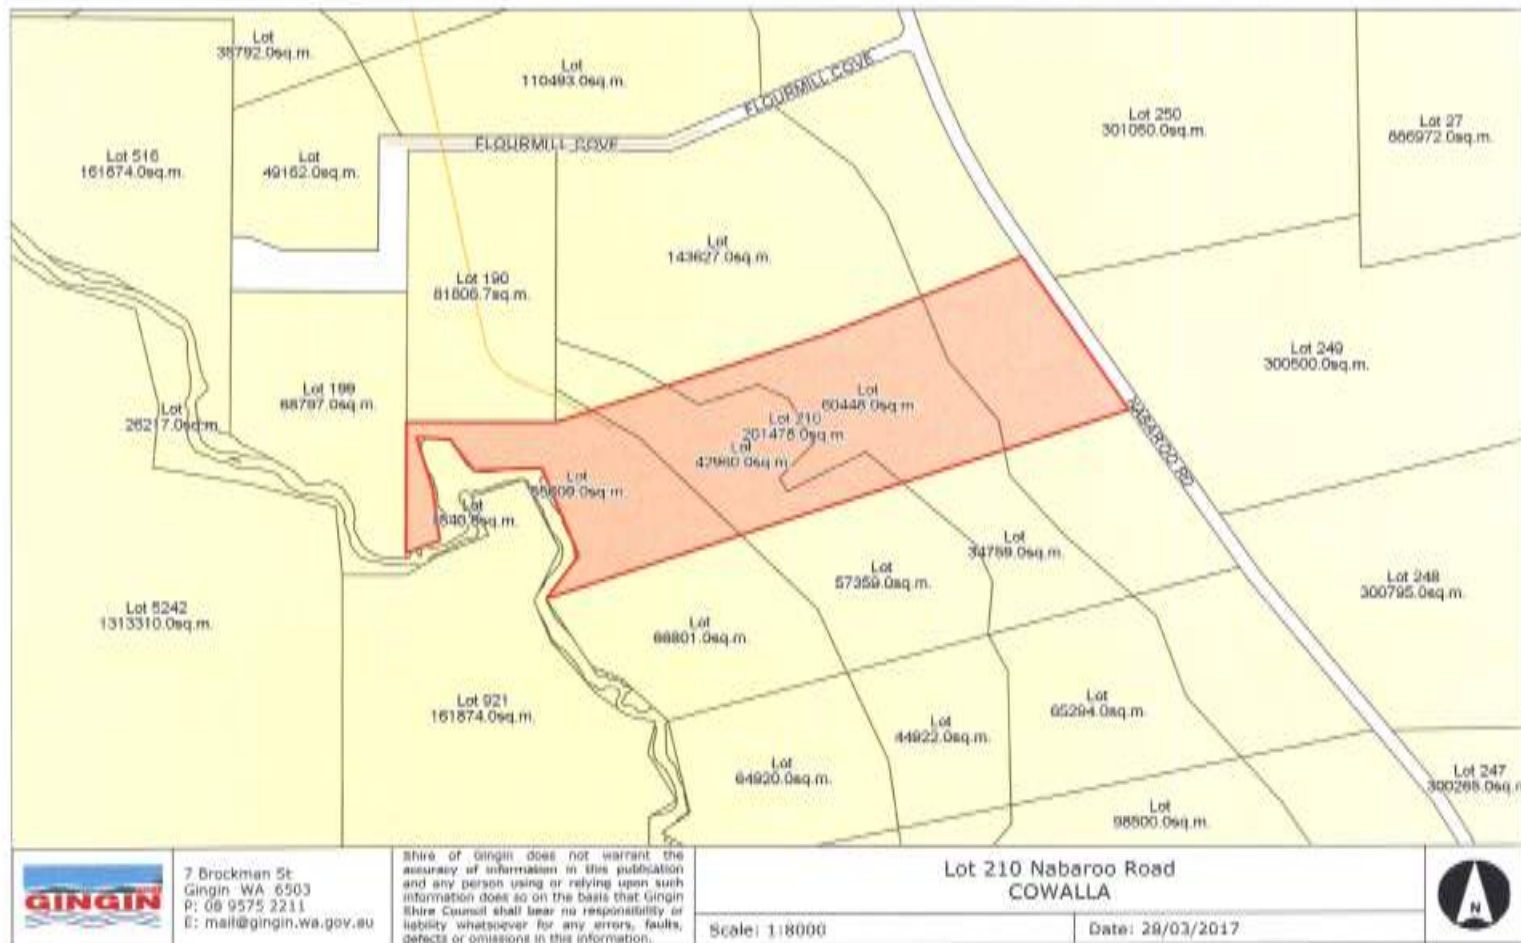 Lot
38792.0sq.m.
Lot
110493.0sq.m.
FLOURMILL COVE
Lot 250
301050.0sq.m.
Lot 27
666972.0sq.m.
Lot 516
161874.0sq.m.
Lot
49162.0sq.m.
FLOURMILL COVE
Lot
143627.0sq.m.
Lot 190
81806.7sq.m.
Lot 249
300500.0sq.m.
Lot 199
68797.0sq.m.
Lot
26217.0sq.m.
Lot
60448.0sq.m.
Lot 210
201478.0sq.m.
Lot
42960.0sq.m.
NABAROO RD
Lot
Lot
Lot
34789.0sq.m.
Lot
57359.0sq.m.
Lot 248
300795.0sq.m.
Lot 5242
1313310.0sq.m.
Lot
66801.0sq.m.
Lot 921
161874.0sq.m.
Lot
65294.0sq.m.
Lot
44922.0sq.m.
Lot
64920.0sq.m.
Lot 247
Lot
98500.0sq.m.
GINGIN
7 Brockman St
Gingin WA 6503
P: 08 9575 2211
E: mail@gingin.wa.gov.au
Shire of Gingin does not warrant the
accuracy of information in this publication
and any person using or relying upon such
information does so on the basis that Gingin
Shire Council shall bear no responsibility or
liability whatsoever for any errors, faults,
defects or omissions in this information.
Lot 210 Nabaroo Road
COWALLA
Scale: 1:8000
Date: 28/03/2017
N